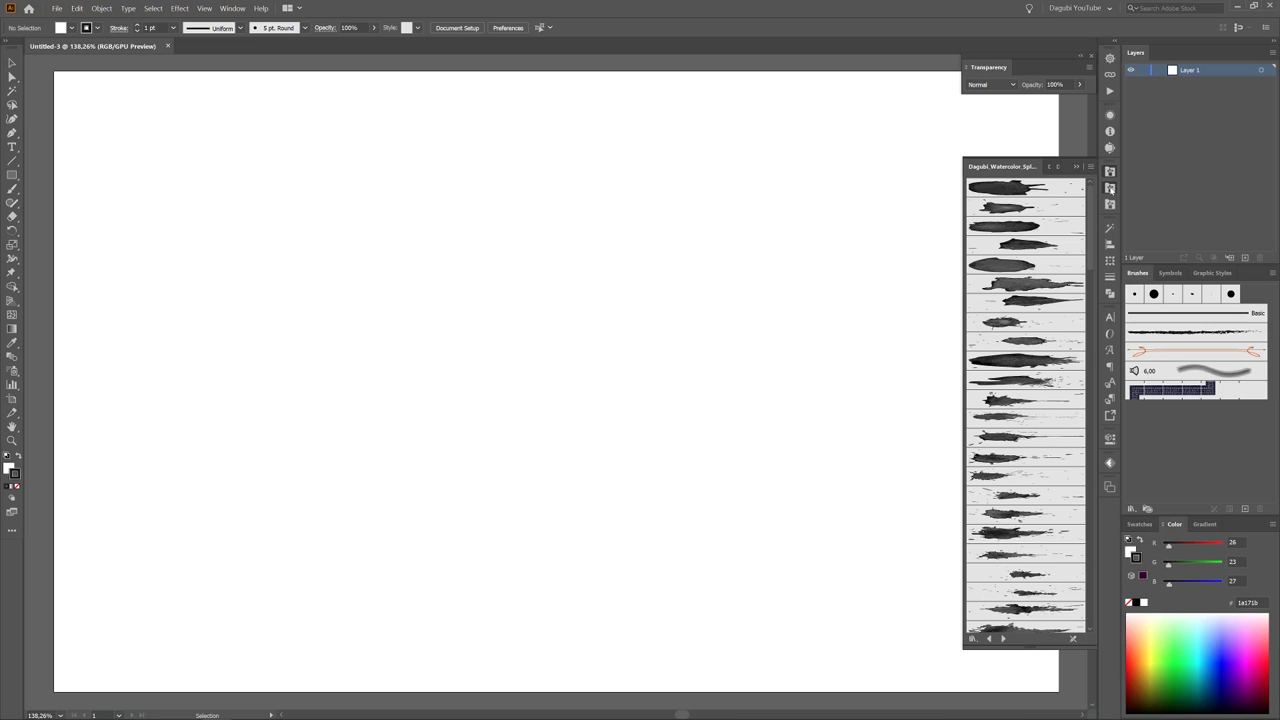 Ai File Edit Object Type Select Effect View Window Help Dagubi YouTube Search Adobe Stock
No Selection Stroke: 1 pt Uniform 5 pt. Round Opacity: 100% Style: Document Setup Preferences
Untitled-3 @ 138,26% (RGB/GPU Preview) ×
Transparency
Normal Opacity: 100%
Dagubi_Watercolor_Spl...
Layers
Layer 1
1 Layer
Brushes Symbols Graphic Styles
Basic
6,00
Swatches Color Gradient
R 26
G 23
B 27
# 1a171b
138,26% 1 Selection